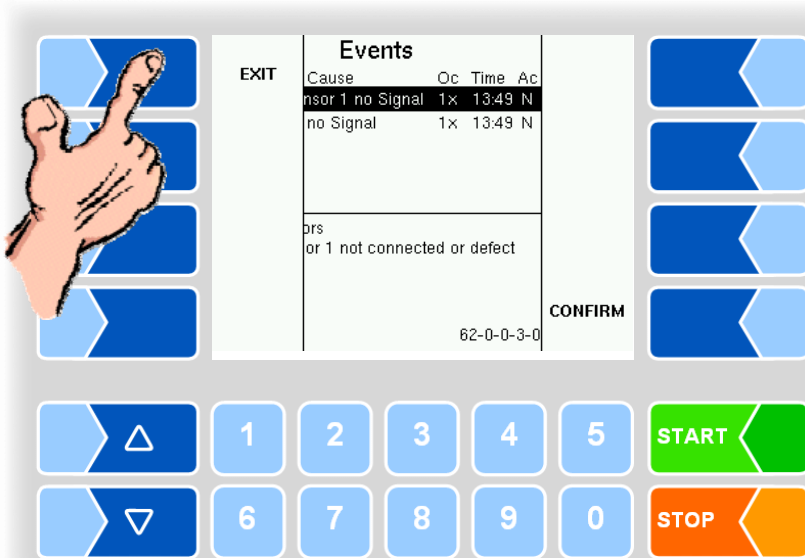 Events
EXIT
Cause Oc Time Ac
nsor 1 no Signal 1x 13:49 N
no Signal 1x 13:49 N
ors
or 1 not connected or defect
CONFIRM
62-0-0-3-0
1 2 3 4 5 START
6 7 8 9 0 STOP